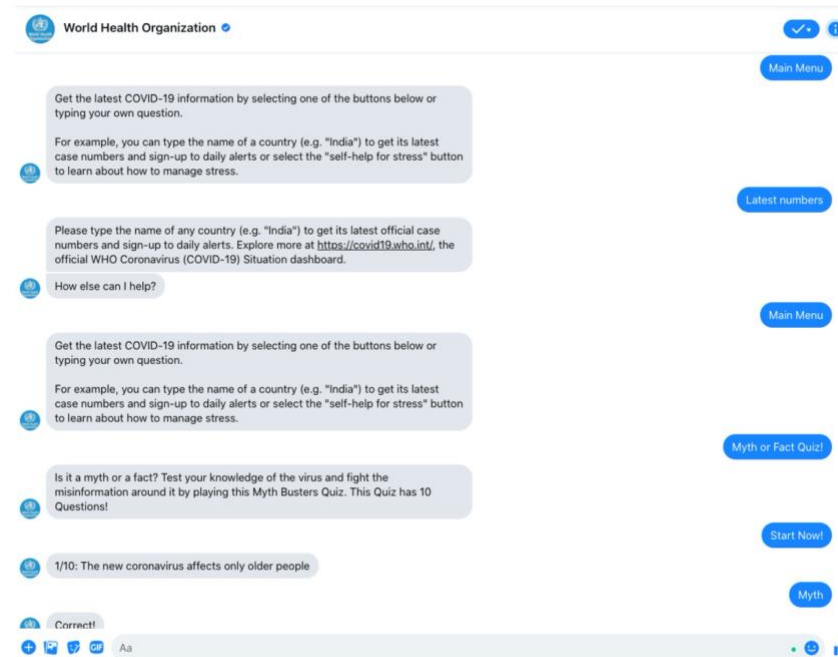 World Health Organization
Main Menu
Get the latest COVID-19 information by selecting one of the buttons below or
typing your own question.
For example, you can type the name of a country (e.g. "India") to get its latest
case numbers and sign-up to daily alerts or select the "self-help for stress" button
to learn about how to manage stress.
Latest numbers
Please type the name of any country (e.g. "India") to get its latest official case
numbers and sign-up to daily alerts. Explore more at https://covid19.who.int/, the
official WHO Coronavirus (COVID-19) Situation dashboard.
How else can I help?
Main Menu
Get the latest COVID-19 information by selecting one of the buttons below or
typing your own question.
For example, you can type the name of a country (e.g. "India") to get its latest
case numbers and sign-up to daily alerts or select the "self-help for stress" button
to learn about how to manage stress.
Myth or Fact Quiz!
Is it a myth or a fact? Test your knowledge of the virus and fight the
misinformation around it by playing this Myth Busters Quiz. This Quiz has 10
Questions!
Start Now!
1/10: The new coronavirus affects only older people
Myth
Correct!
GIF
Aa